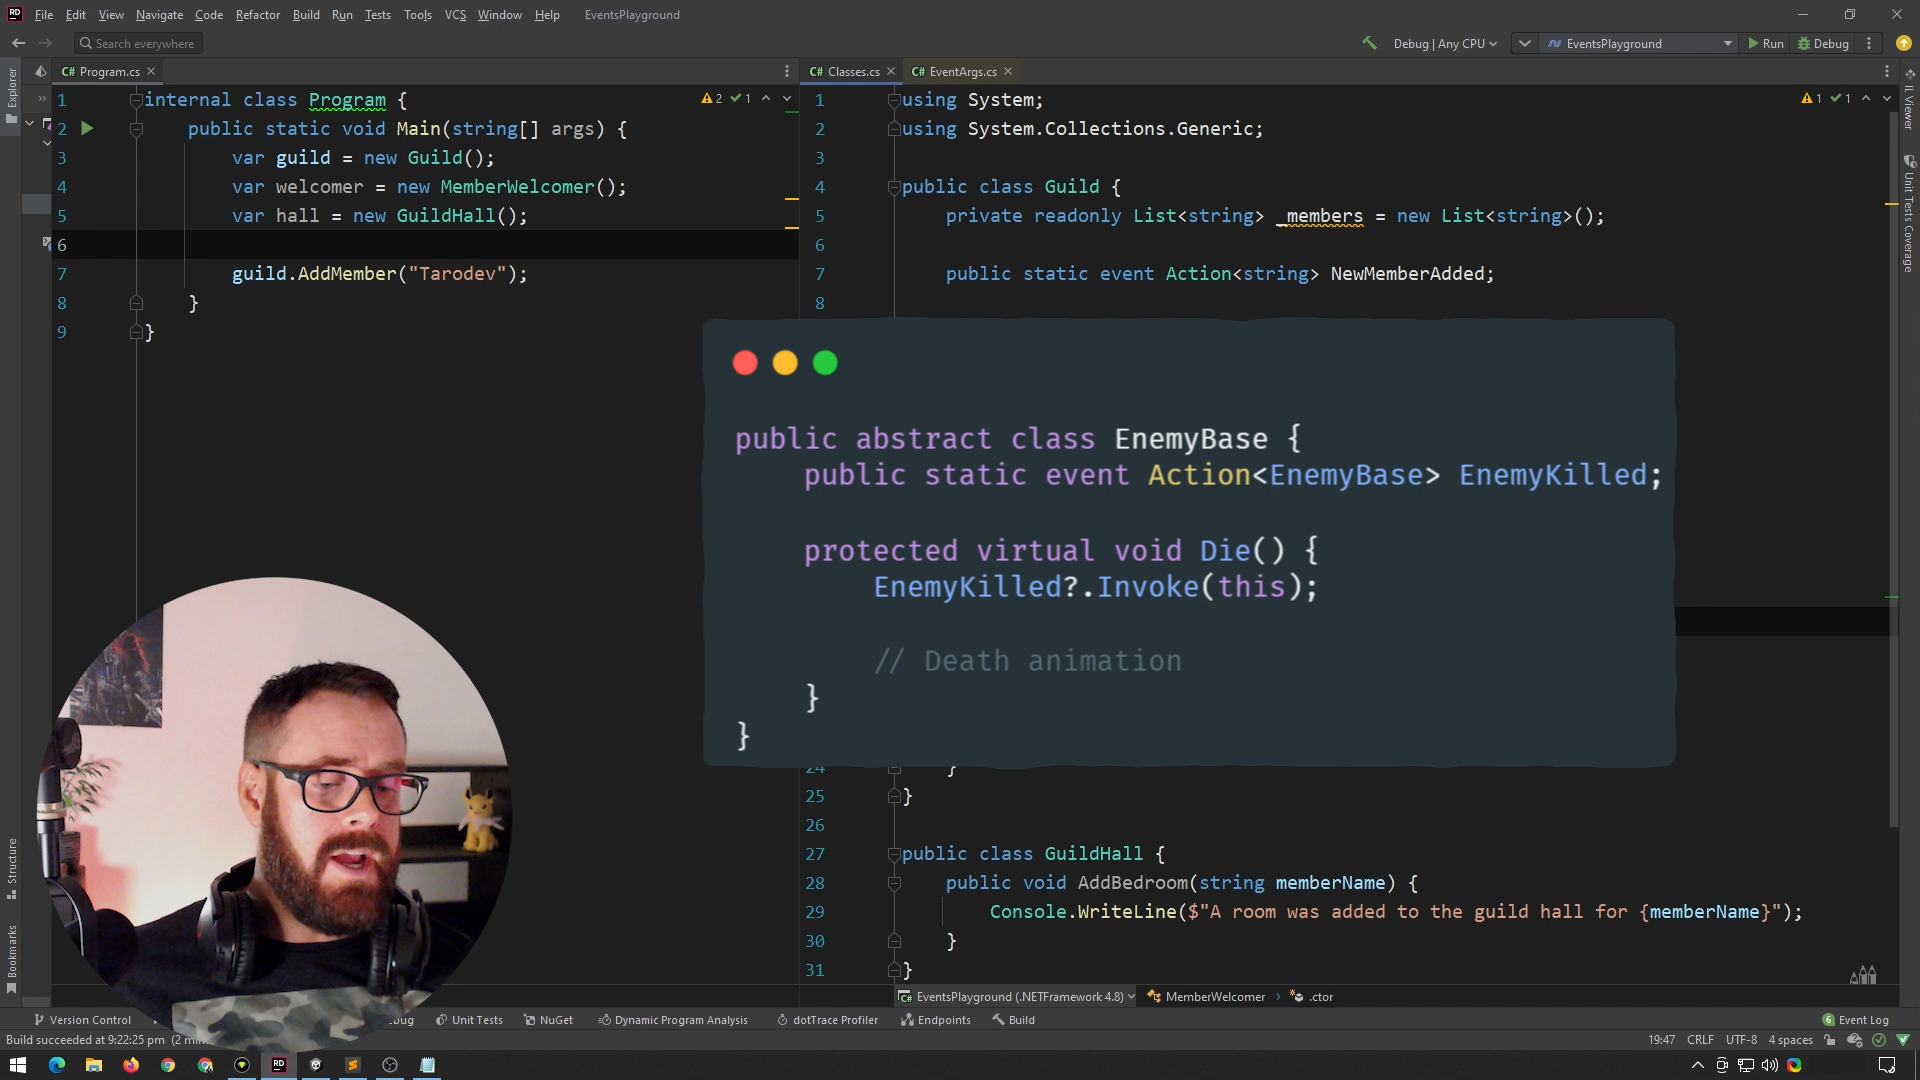 RD File Edit View Navigate Code Refactor Build Run Tests Tools VCS Window Help EventsPlayground
Search everywhere Debug | Any CPU EventsPlayground Run Debug
Explorer
C# Program.cs
1 internal class Program {
2 public static void Main(string[] args) {
3 var guild = new Guild();
4 var welcomer = new MemberWelcomer();
5 var hall = new GuildHall();
6
7 guild.AddMember("Tarodev");
8 }
9 }
2 1
C# Classes.cs C# EventArgs.cs
1 using System;
2 using System.Collections.Generic;
3
4 public class Guild {
5 private readonly List<string> _members = new List<string>();
6
7 public static event Action<string> NewMemberAdded;
8
1 1
IL Viewer
Unit Tests Coverage
public abstract class EnemyBase {
public static event Action<EnemyBase> EnemyKilled;
protected virtual void Die() {
EnemyKilled?.Invoke(this);
// Death animation
}
}
24 }
25 }
26
27 public class GuildHall {
28 public void AddBedroom(string memberName) {
29 Console.WriteLine($"A room was added to the guild hall for {memberName}");
30 }
31 }
Structure
Bookmarks
C# EventsPlayground (.NETFramework 4.8) MemberWelcomer .ctor
Version Control Unit Tests NuGet Dynamic Program Analysis dotTrace Profiler Endpoints Build 6 Event Log
Build succeeded at 9:22:25 pm 19:47 CRLF UTF-8 4 spaces
RD